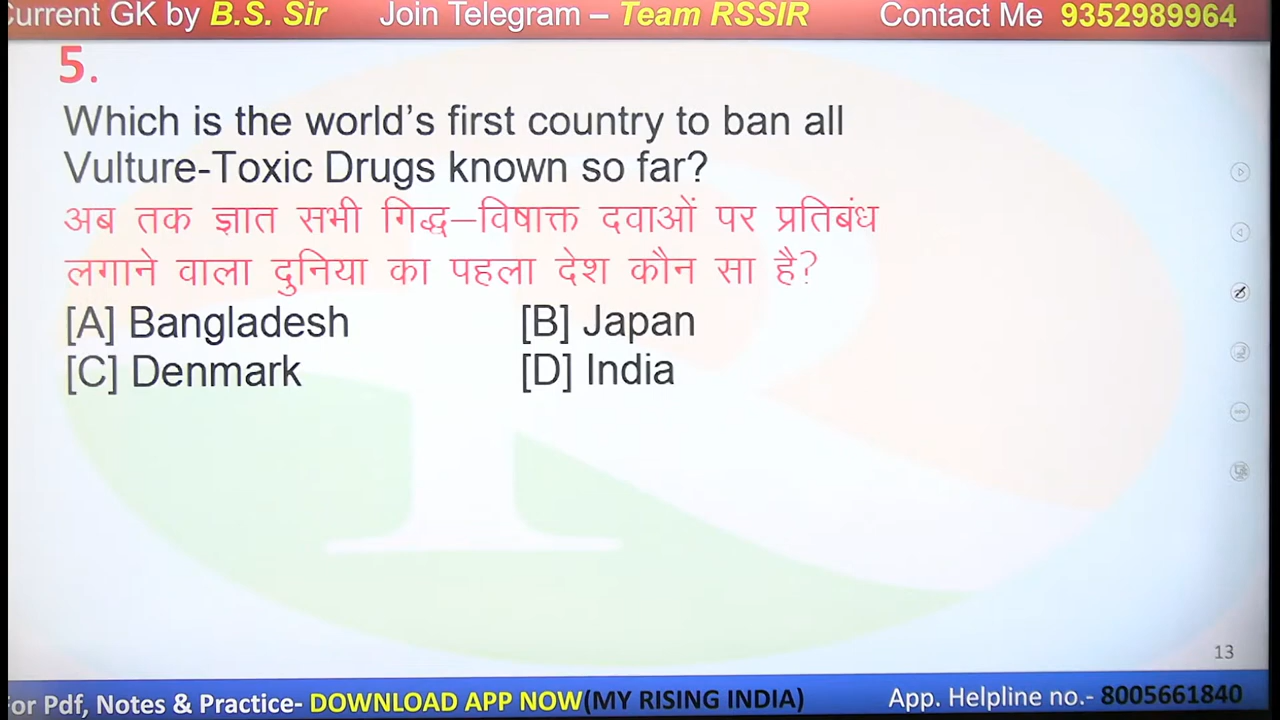 Current GK by B.S. Sir Join Telegram – Team RSSIR Contact Me 9352989964
5.
Which is the world's first country to ban all
Vulture-Toxic Drugs known so far?
अब तक ज्ञात सभी गिद्ध–विषाक्त दवाओं पर प्रतिबंध
लगाने वाला दुनिया का पहला देश कौन सा है?
[A] Bangladesh [B] Japan
[C] Denmark [D] India
13
For Pdf, Notes & Practice- DOWNLOAD APP NOW(MY RISING INDIA) App. Helpline no.- 8005661840